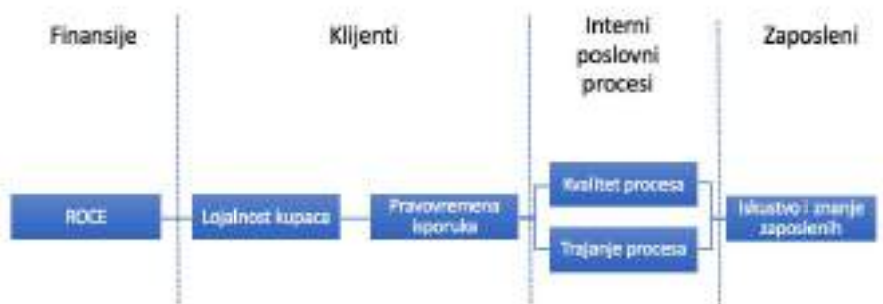 Finansije
Klijenti
Interni
poslovni
procesi
Zaposleni
ROCE
Lojalnost kupaca
Pravovremena
isporuka
Kvalitet procesa
Trajanje procesa
Iskustvo i znanje
zaposlenih